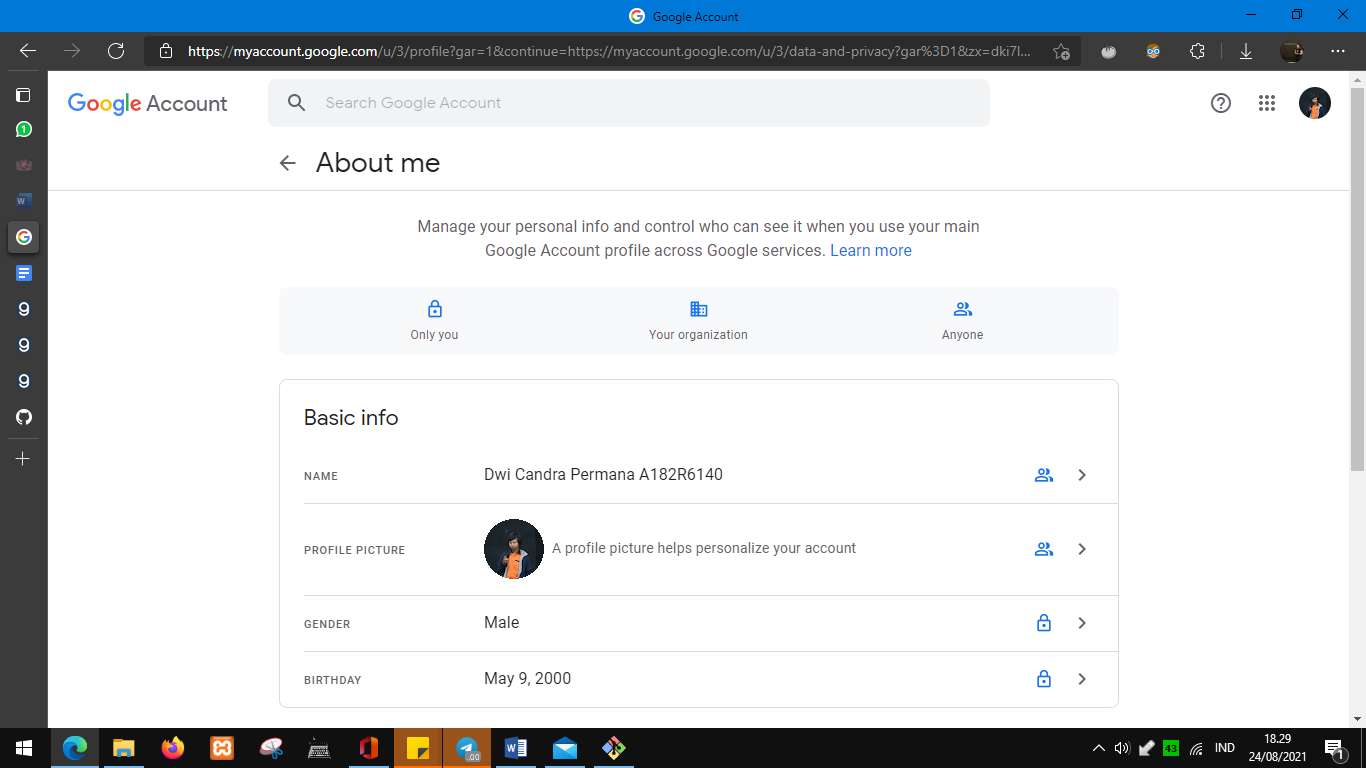 Google Account
https://myaccount.google.com/u/3/profile?gar=1&continue=https://myaccount.google.com/u/3/data-and-privacy?gar%3D1&zx=dki7l...
Google Account
Search Google Account
About me
Manage your personal info and control who can see it when you use your main
Google Account profile across Google services. Learn more
Only you
Your organization
Anyone
Basic info
NAME
Dwi Candra Permana A182R6140
PROFILE PICTURE
A profile picture helps personalize your account
GENDER
Male
BIRTHDAY
May 9, 2000
.00
43
IND
18.29
24/08/2021
1